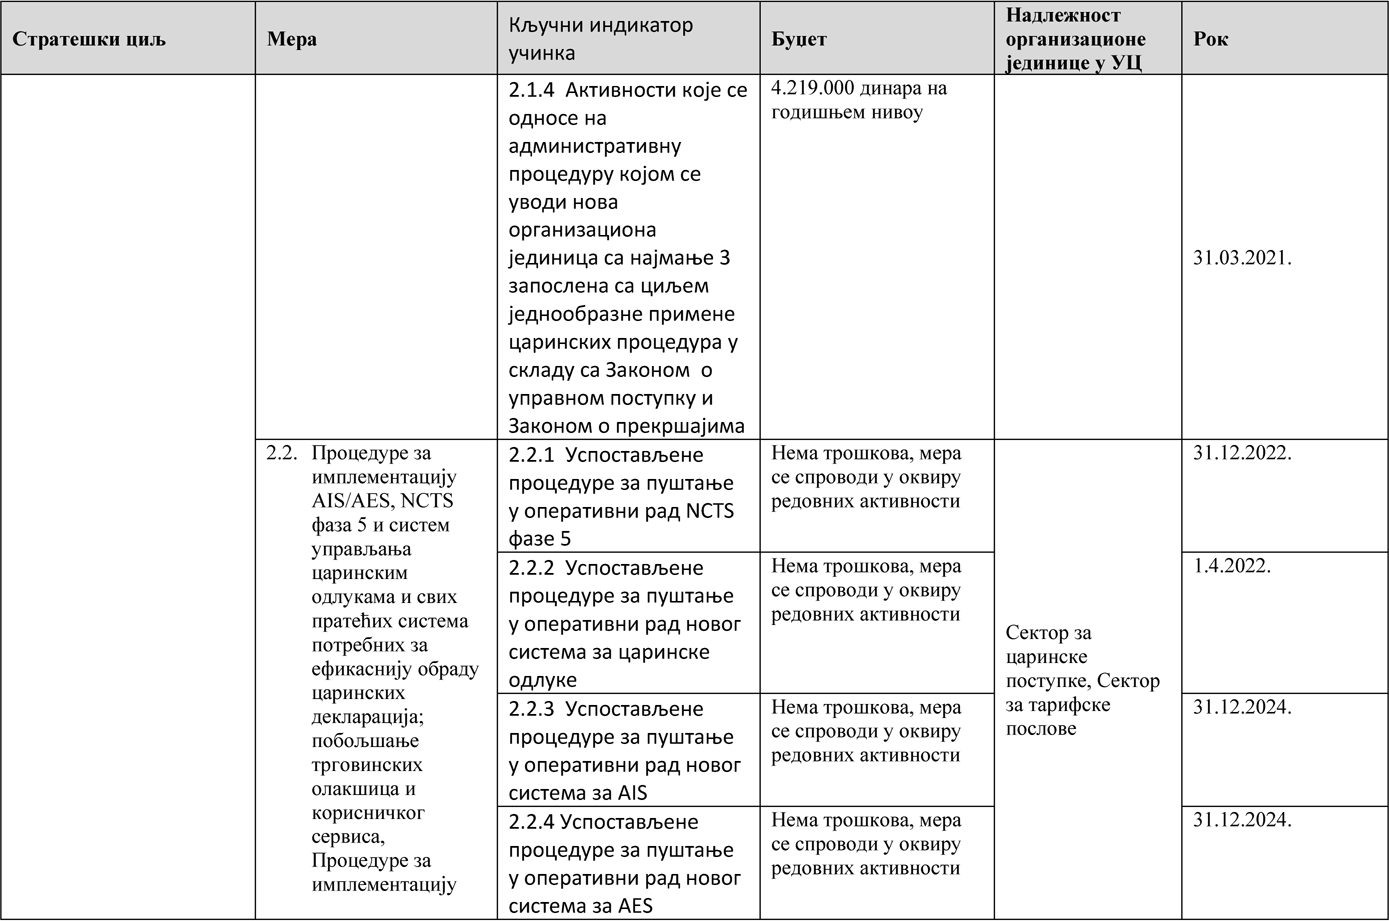 Стратешки циљ
Мера
Кључни индикатор
учинка
Буџет
Надлежност
организационе
јединице у УЦ
Рок
2.1.4 Активности које се
односе на
административну
процедуру којом се
уводи нова
организациона
јединица са најмање 3
запослена са циљем
једнообразне примене
царинских процедура у
складу са Законом о
управном поступку и
Законом о прекршајима
4.219.000 динара на
годишњем нивоу
31.03.2021.
2.2. Процедуре за
имплементацију
AIS/AES, NCTS
фаза 5 и систем
управљања
царинским
одлукама и свих
пратећих система
потребних за
ефикаснију обраду
царинских
декларација;
побољшање
трговинских
олакшица и
корисничког
сервиса,
Процедуре за
имплементацију
2.2.1 Успостављене
процедуре за пуштање
у оперативни рад NCTS
фазе 5
Нема трошкова, мера
се спроводи у оквиру
редовних активности
Сектор за
царинске
поступке, Сектор
за тарифске
послове
31.12.2022.
2.2.2 Успостављене
процедуре за пуштање
у оперативни рад новог
система за царинске
одлуке
Нема трошкова, мера
се спроводи у оквиру
редовних активности
1.4.2022.
2.2.3 Успостављене
процедуре за пуштање
у оперативни рад новог
система за AIS
Нема трошкова, мера
се спроводи у оквиру
редовних активности
31.12.2024.
2.2.4 Успостављене
процедуре за пуштање
у оперативни рад новог
система за AES
Нема трошкова, мера
се спроводи у оквиру
редовних активности
31.12.2024.